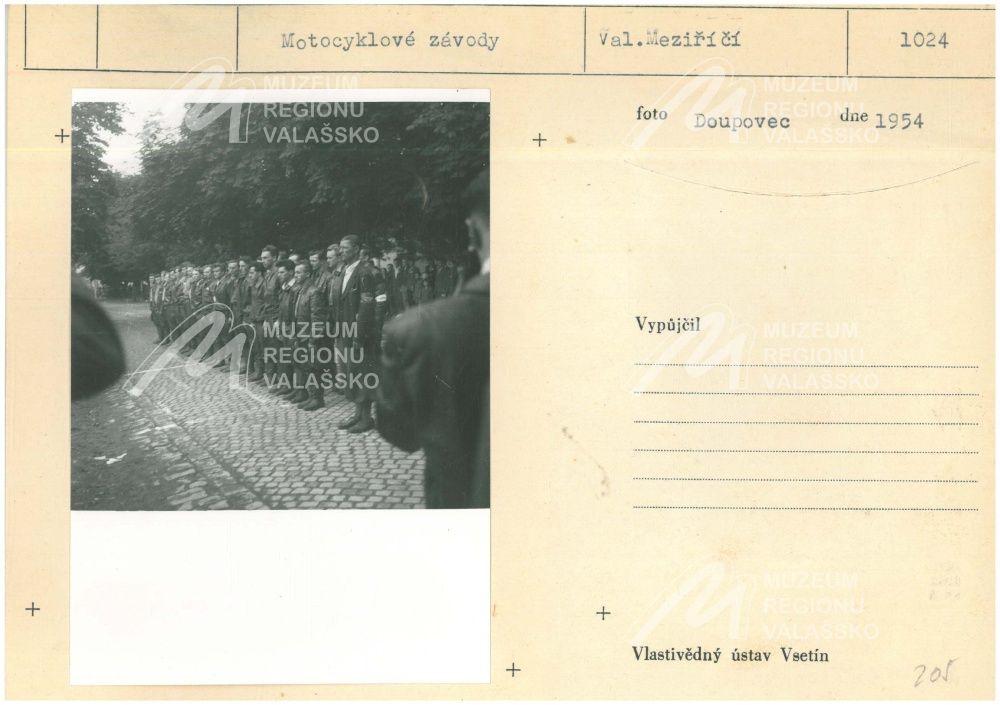 Motocyklové závody Val.Meziříčí 1024
foto Doupovec dne 1954
Vypůjčil
Vlastivědný ústav Vsetín
205
MUZEUM
REGIONU
VALAŠSKO
MUZEUM
REGIONU
VALAŠSKO
MUZEUM
REGIONU
VALAŠSKO
MUZEUM
REGIONU
VALAŠSKO
MUZEUM
REGIONU
VALAŠSKO